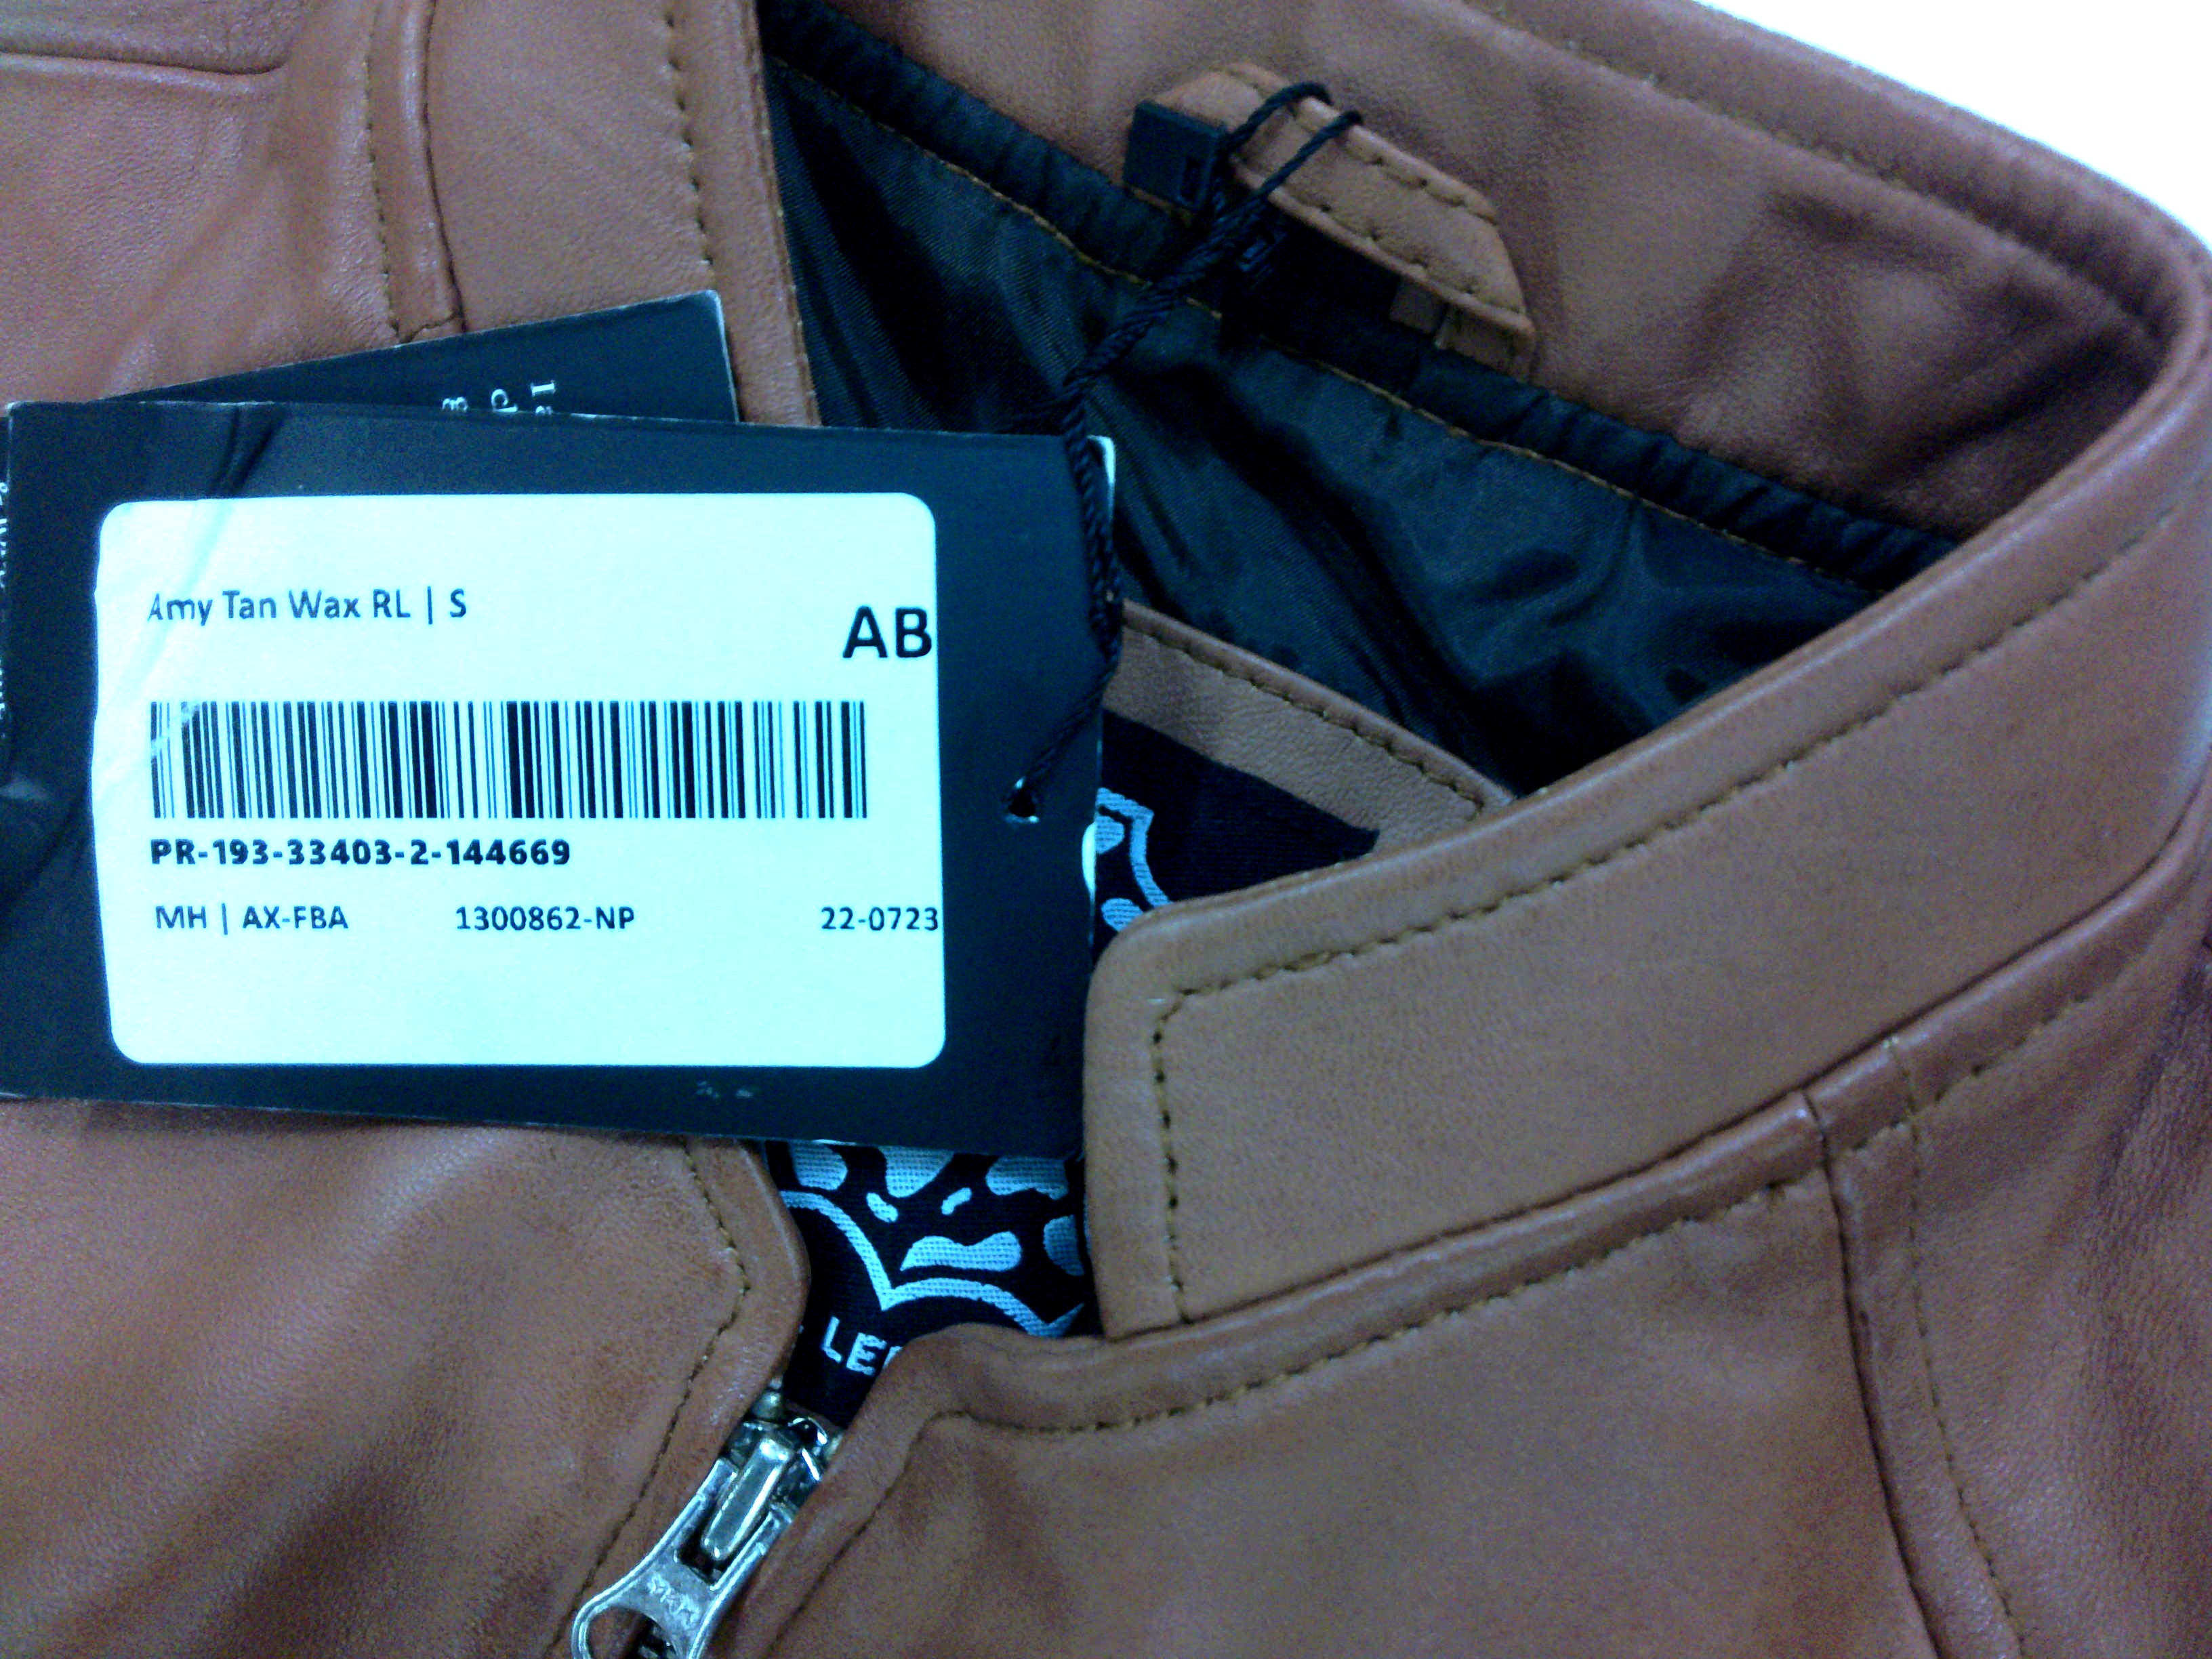 Amy Tan Wax RL | S
AB
PR-193-33403-2-144669
MH | AX-FBA 1300862-NP 22-0723